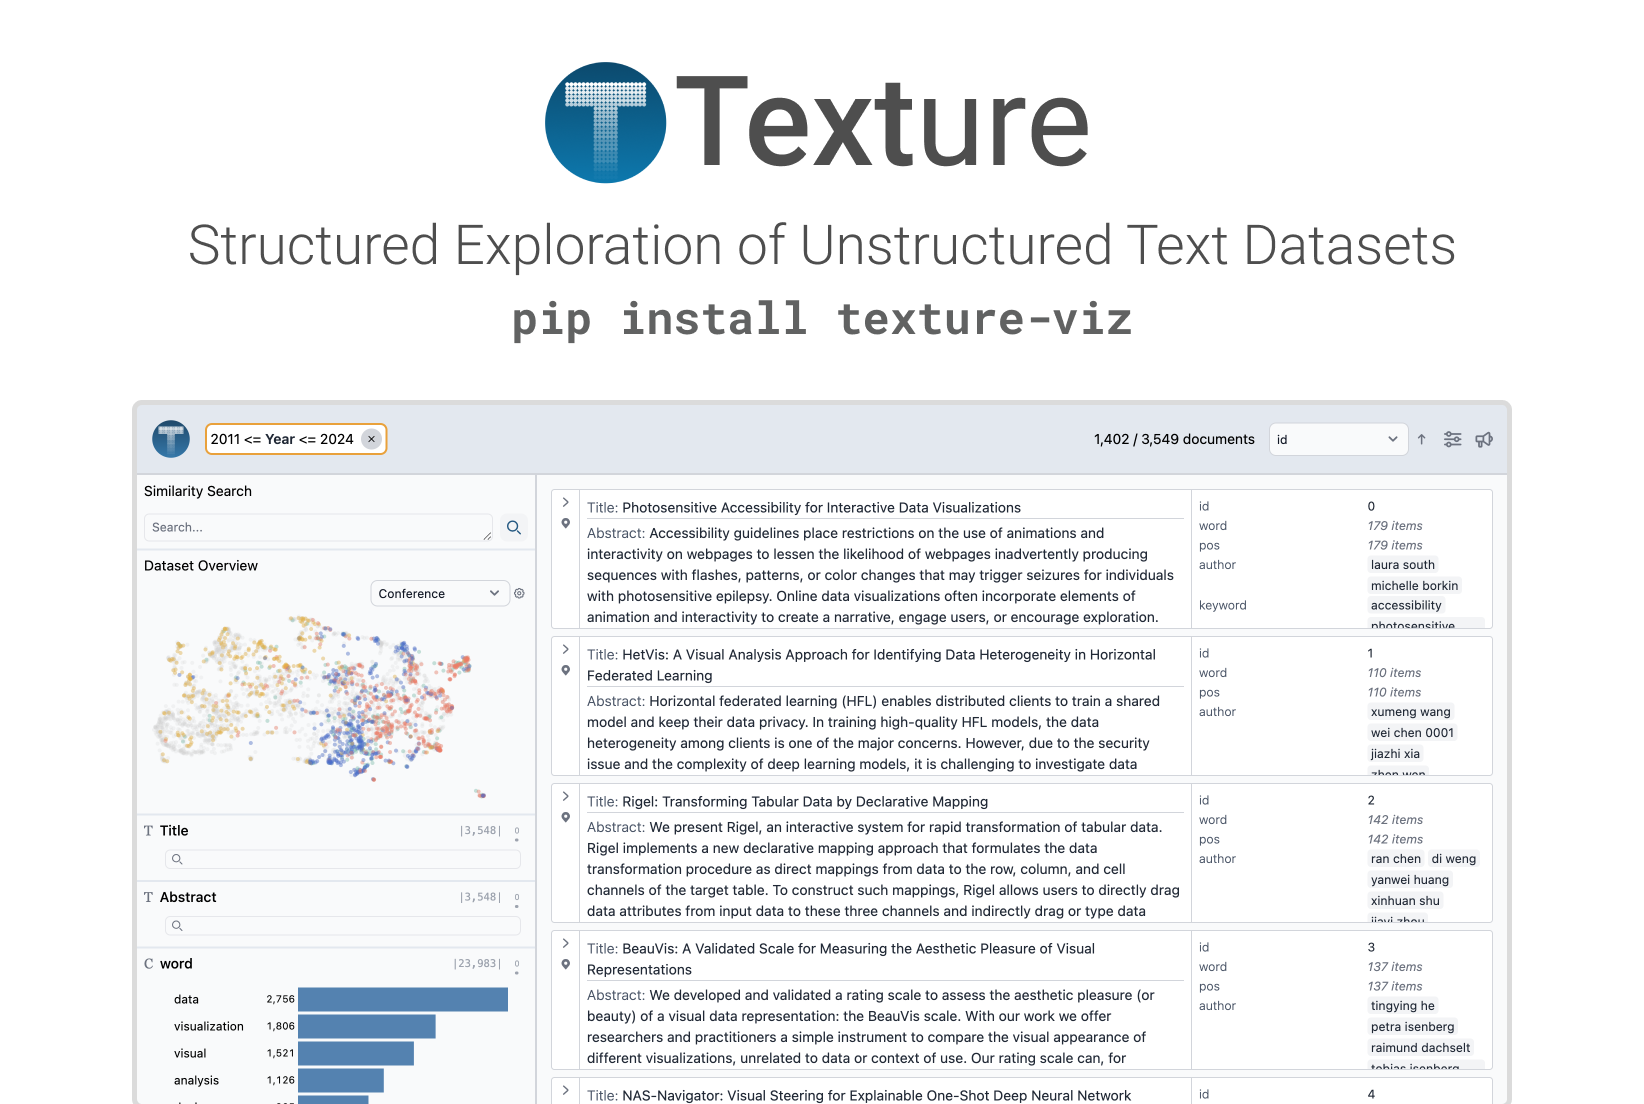 Texture
Structured Exploration of Unstructured Text Datasets
pip install texture-viz
2011 <= Year <= 2024
1,402 / 3,549 documents
id
Similarity Search
Search...
Dataset Overview
Conference
T Title |3,548| 0
T Abstract |3,548| 0
C word |23,983| 0
data 2,756
visualization 1,806
visual 1,521
analysis 1,126
Title: Photosensitive Accessibility for Interactive Data Visualizations
Abstract: Accessibility guidelines place restrictions on the use of animations and
interactivity on webpages to lessen the likelihood of webpages inadvertently producing
sequences with flashes, patterns, or color changes that may trigger seizures for individuals
with photosensitive epilepsy. Online data visualizations often incorporate elements of
animation and interactivity to create a narrative, engage users, or encourage exploration.
id 0
word 179 items
pos 179 items
author laura south
michelle borkin
keyword accessibility
photosensitive
Title: HetVis: A Visual Analysis Approach for Identifying Data Heterogeneity in Horizontal
Federated Learning
Abstract: Horizontal federated learning (HFL) enables distributed clients to train a shared
model and keep their data privacy. In training high-quality HFL models, the data
heterogeneity among clients is one of the major concerns. However, due to the security
issue and the complexity of deep learning models, it is challenging to investigate data
id 1
word 110 items
pos 110 items
author xumeng wang
wei chen 0001
jiazhi xia
Title: Rigel: Transforming Tabular Data by Declarative Mapping
Abstract: We present Rigel, an interactive system for rapid transformation of tabular data.
Rigel implements a new declarative mapping approach that formulates the data
transformation procedure as direct mappings from data to the row, column, and cell
channels of the target table. To construct such mappings, Rigel allows users to directly drag
data attributes from input data to these three channels and indirectly drag or type data
id 2
word 142 items
pos 142 items
author ran chen di weng
yanwei huang
xinhuan shu
Title: BeauVis: A Validated Scale for Measuring the Aesthetic Pleasure of Visual
Representations
Abstract: We developed and validated a rating scale to assess the aesthetic pleasure (or
beauty) of a visual data representation: the BeauVis scale. With our work we offer
researchers and practitioners a simple instrument to compare the visual appearance of
different visualizations, unrelated to data or context of use. Our rating scale can, for
id 3
word 137 items
pos 137 items
author tingying he
petra isenberg
raimund dachselt
tobias isenberg
Title: NAS-Navigator: Visual Steering for Explainable One-Shot Deep Neural Network
id 4